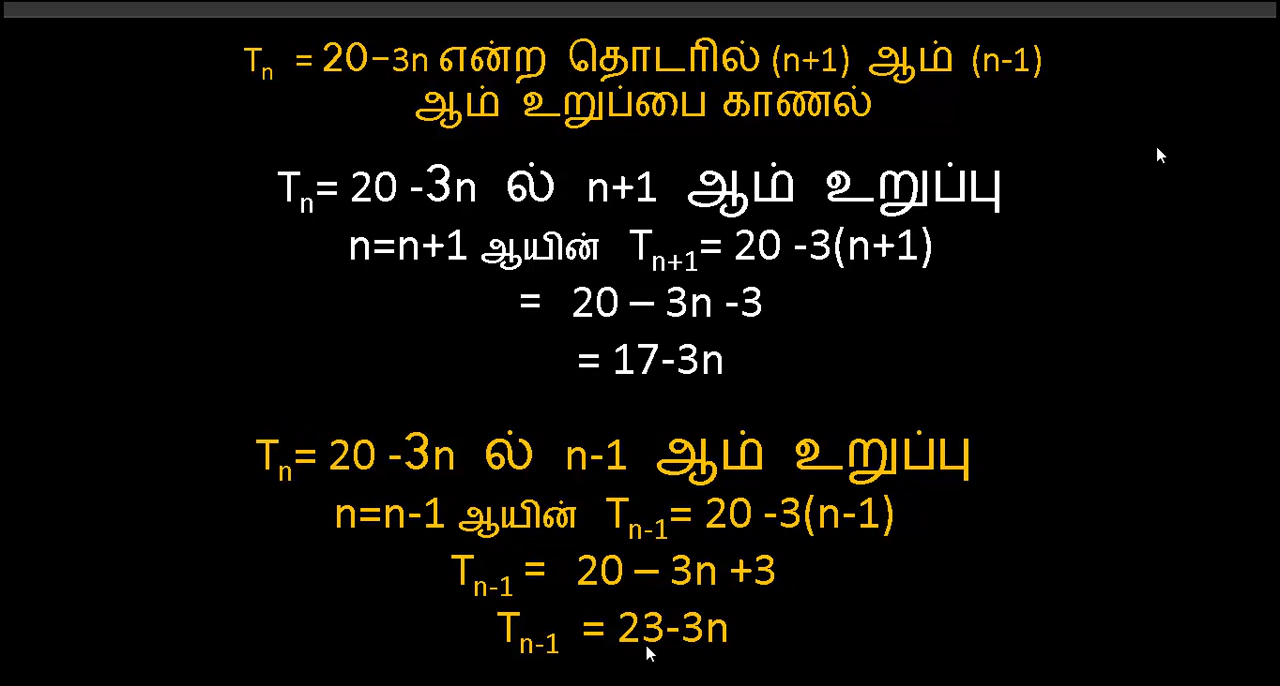 Tn = 20−3n என்ற தொடரில் (n+1) ஆம் (n-1)
ஆம் உறுப்பை காணல்
Tn= 20 -3n ல் n+1 ஆம் உறுப்பு
n=n+1 ஆயின் Tn+1= 20 -3(n+1)
= 20 – 3n -3
= 17-3n
Tn= 20 -3n ல் n-1 ஆம் உறுப்பு
n=n-1 ஆயின் Tn-1= 20 -3(n-1)
Tn-1 = 20 – 3n +3
Tn-1 = 23-3n